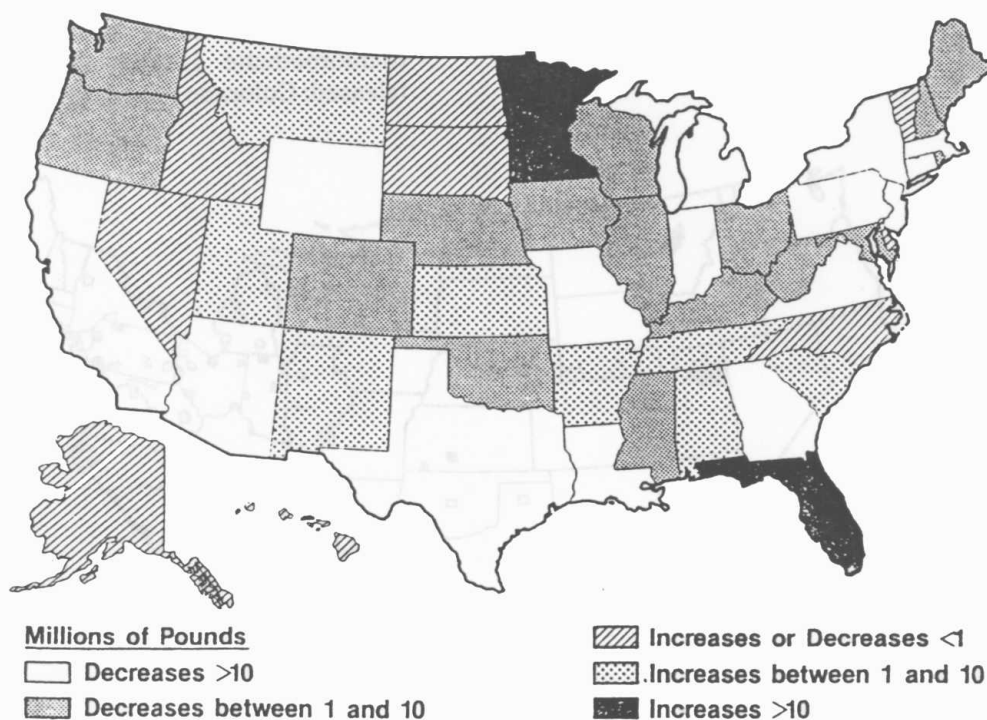 Millions of Pounds
Decreases >10
Decreases between 1 and 10
Increases or Decreases <1
.Increases between 1 and 10
Increases >10